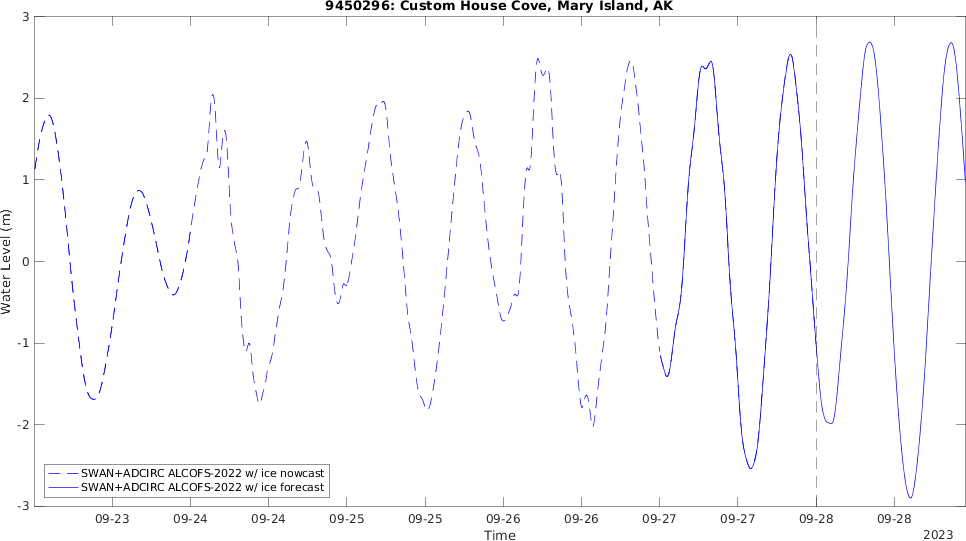 9450296: Custom House Cove, Mary Island, AK
3
2
1
0
-1
-2
-3
Water Level (m)
SWAN+ADCIRC ALCOFS-2022 w/ ice nowcast
SWAN+ADCIRC ALCOFS-2022 w/ ice forecast
09-23 09-24 09-24 09-25 09-25 09-26 09-26 09-27 09-27 09-28 09-28
Time
2023